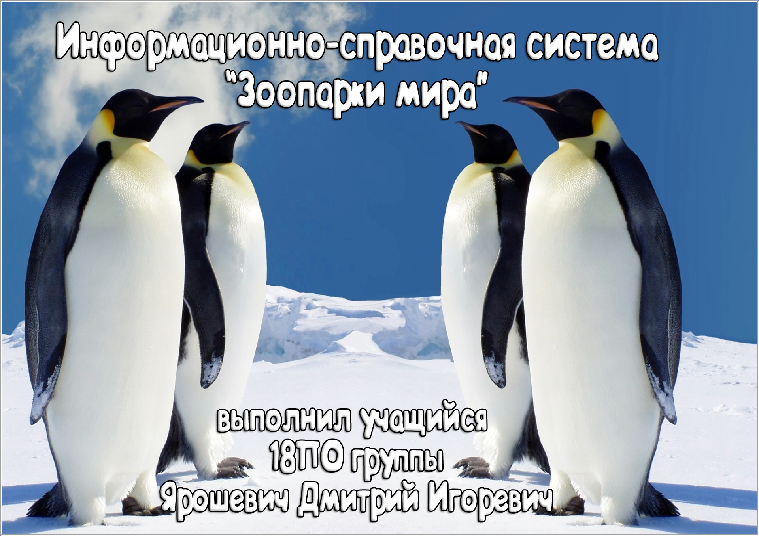 Информационно-справочная система
"Зоопарки мира"
выполнил учащийся
18ПО группы
Ярошевич Дмитрий Игоревич